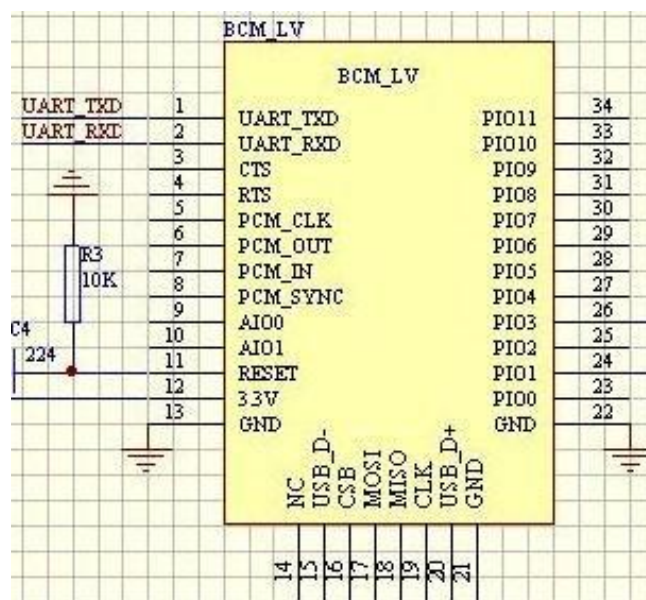 BCM_LV
BCM_LV
UART_TXD 1 UART_TXD PIO11 34
UART_RXD 2 UART_RXD PIO10 33
3 CTS PIO9 32
4 RTS PIO8 31
5 PCM_CLK PIO7 30
6 PCM_OUT PIO6 29
R3 7 PCM_IN PIO5 28
10K 8 PCM_SYNC PIO4 27
9 AIO0 PIO3 26
C4 10 AIO1 PIO2 25
224 11 RESET PIO1 24
12 3.3V PIO0 23
13 GND GND 22
NC USB_D- CSB MOSI MISO CLK USB_D+ GND
14 15 16 17 18 19 20 21